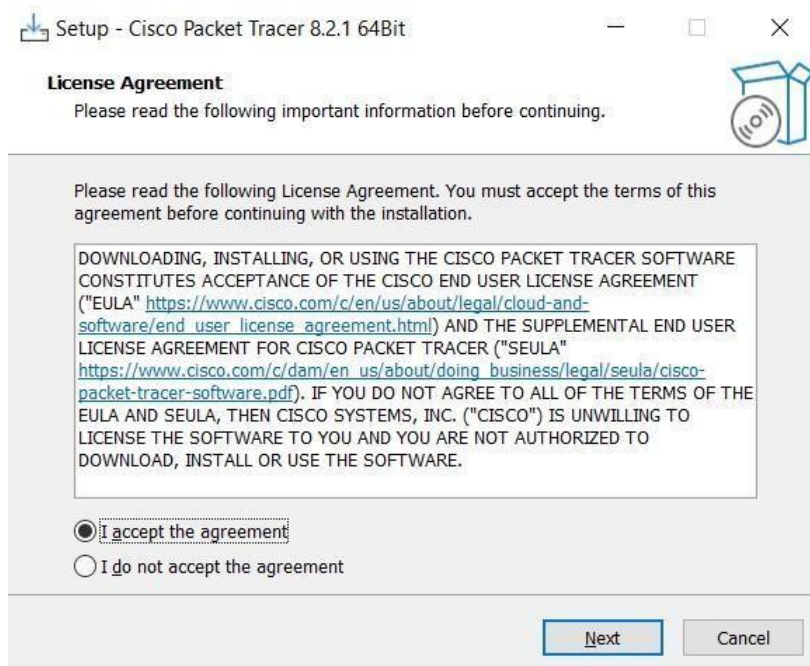 Setup - Cisco Packet Tracer 8.2.1 64Bit
License Agreement
Please read the following important information before continuing.
Please read the following License Agreement. You must accept the terms of this
agreement before continuing with the installation.
DOWNLOADING, INSTALLING, OR USING THE CISCO PACKET TRACER SOFTWARE
CONSTITUTES ACCEPTANCE OF THE CISCO END USER LICENSE AGREEMENT
("EULA" https://www.cisco.com/c/en/us/about/legal/cloud-and-
software/end_user_license_agreement.html) AND THE SUPPLEMENTAL END USER
LICENSE AGREEMENT FOR CISCO PACKET TRACER ("SEULA"
https://www.cisco.com/c/dam/en_us/about/doing_business/legal/seula/cisco-
packet-tracer-software.pdf). IF YOU DO NOT AGREE TO ALL OF THE TERMS OF THE
EULA AND SEULA, THEN CISCO SYSTEMS, INC. ("CISCO") IS UNWILLING TO
LICENSE THE SOFTWARE TO YOU AND YOU ARE NOT AUTHORIZED TO
DOWNLOAD, INSTALL OR USE THE SOFTWARE.
I accept the agreement
I do not accept the agreement
Next Cancel